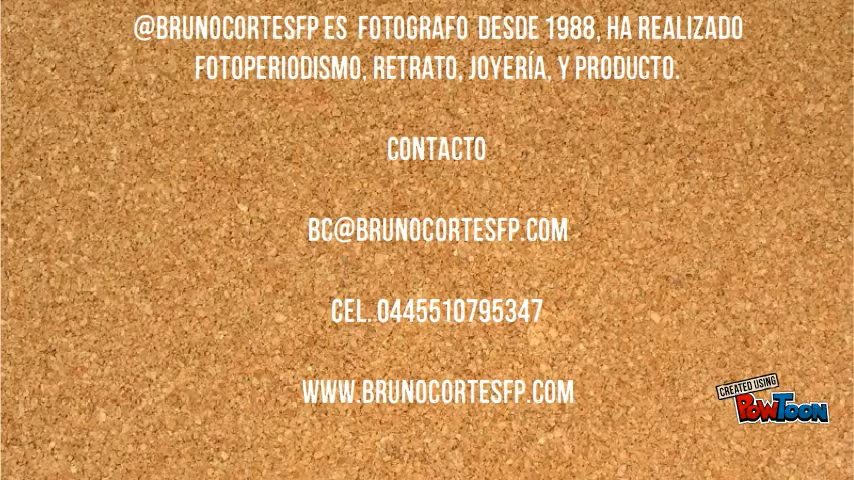 @BRUNOCORTESFP ES FOTOGRAFO DESDE 1988, HA REALIZADO
FOTOPERIODISMO, RETRATO, JOYERÍA, Y PRODUCTO.
CONTACTO
BC@BRUNOCORTESFP.COM
CEL. 0445510795347
WWW.BRUNOCORTESFP.COM
CREATED USING
POWTOON